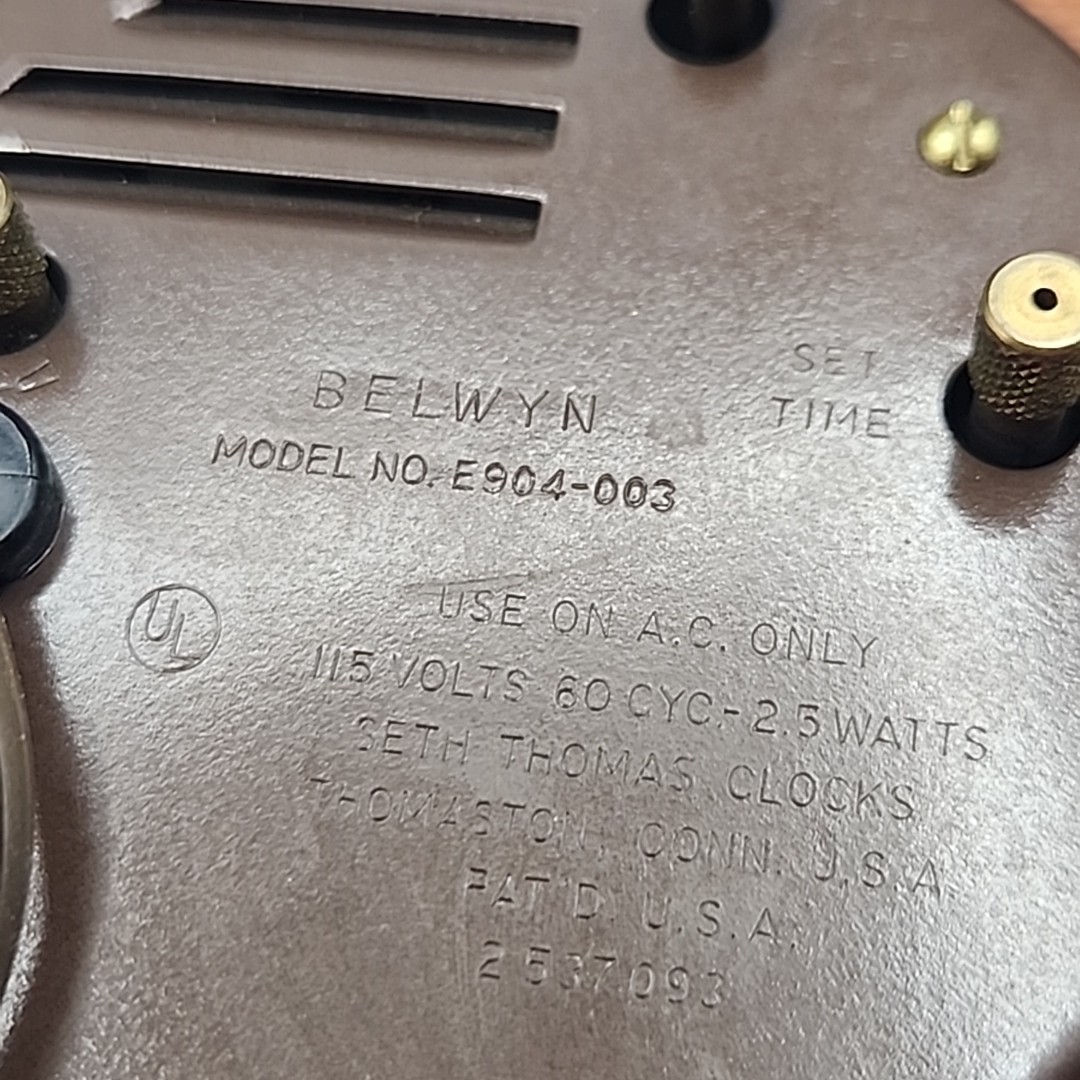 BELWYN
MODEL NO. E904-003
SET
TIME
UL
USE ON A.C. ONLY
115 VOLTS 60 CYC.-2.5 WATTS
SETH THOMAS CLOCKS
THOMASTON, CONN. U.S.A.
PAT'D. U.S.A.
2 537 093